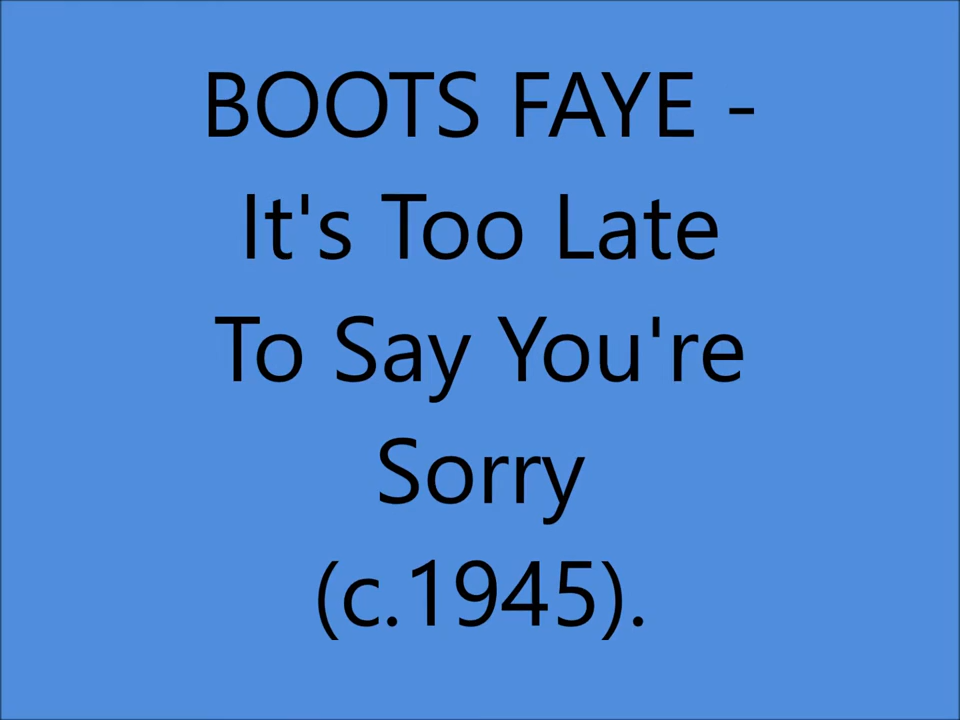 BOOTS FAYE -
It's Too Late
To Say You're
Sorry
(c.1945).